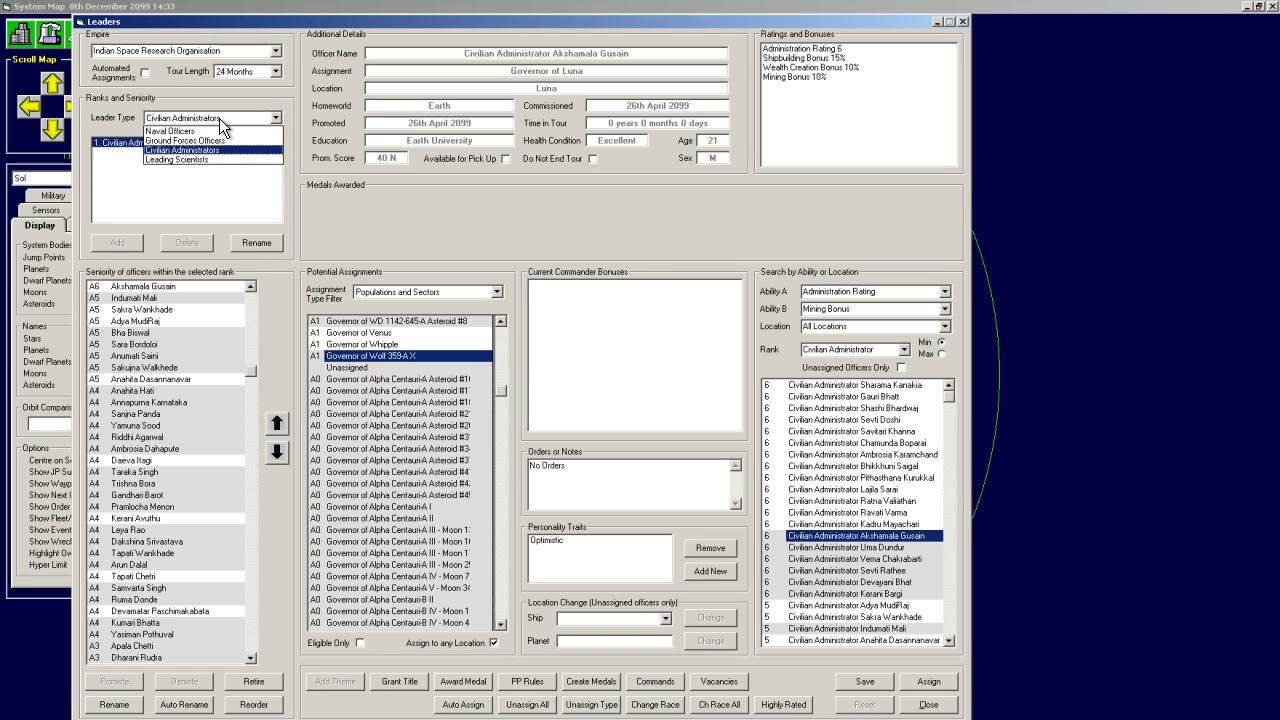 System Map 8th December 2099 14:33
Scroll Map
Sol
Military
Sensors
Display
System Bodies
Jump Points
Planets
Dwarf Planets
Moons
Asteroids
Names
Stars
Planets
Dwarf Planets
Moons
Asteroids
Orbit Comparis
Options
Leaders
Empire
Indian Space Research Organisation
Automated
Assignments
Tour Length
24 Months
Ranks and Seniority
Leader Type
Civilian Administrators
Naval Officers
Ground Forces Officers
Civilian Administrators
Leading Scientists
1. Civilian Adm
Add
Delete
Rename
Additional Details
Officer Name
Civilian Administrator Akshamala Gusain
Assignment
Governor of Luna
Location
Luna
Homeworld
Earth
Commissioned
26th April 2099
Promoted
26th April 2099
Time in Tour
0 years 0 months 0 days
Education
Earth University
Health Condition
Excellent
Age
21
Prom. Score
40 N
Available for Pick Up
Do Not End Tour
Sex
M
Ratings and Bonuses
Administration Rating 6
Shipbuilding Bonus 15%
Wealth Creation Bonus 10%
Mining Bonus 10%
Medals Awarded
Seniority of officers within the selected rank
A6 Akshamala Gusain
A5 Indumati Mali
A5 Sakra Wankhade
A5 Adya MudiRaj
A5 Bha Biswal
A5 Sara Bordoloi
A5 Anumati Saini
A5 Sakujna Walkhede
A5 Anahita Dasannanavar
A4 Anahita Hati
A4 Annapurna Karnataka
A4 Sanjna Panda
A4 Yamuna Sood
A4 Riddhi Agarwal
A4 Ambrosia Dahapute
A4 Daeva Itagi
A4 Taraka Singh
A4 Trishna Bora
A4 Gandhari Barot
A4 Pramlocha Menon
A4 Kerani Avuthu
A4 Leya Rao
A4 Dakshina Srivastava
A4 Tapati Wankhade
A4 Arun Dalal
A4 Tapati Chetri
A4 Samvarta Singh
A4 Ruma Donde
A4 Devamatar Paschimakabata
A4 Kumari Bhatta
A4 Yasiman Pothuval
A4 Apala Chetti
A3 Dharani Rudra
Promote
Demote
Retire
Rename
Auto Rename
Reorder
Potential Assignments
Assignment
Type Filter
Populations and Sectors
A1 Governor of WD 1142-645-A Asteroid #8
A1 Governor of Venus
A1 Governor of Whipple
A1 Governor of Wolf 359-A X
Unassigned
A0 Governor of Alpha Centauri-A I
A0 Governor of Alpha Centauri-A II
A0 Governor of Alpha Centauri-B II
A0 Governor of Alpha Centauri-B IV - Moon 4
Eligible Only
Assign to any Location
Current Commander Bonuses
Orders or Notes
No Orders
Personality Traits
Optimistic
Remove
Add New
Location Change (Unassigned officers only)
Ship
Change
Planet
Change
Search by Ability or Location
Ability A
Administration Rating
Ability B
Mining Bonus
Location
All Locations
Rank
Civilian Administrator
Min
Max
Unassigned Officers Only
6 Civilian Administrator Sharama Kanakia
6 Civilian Administrator Gauri Bhatt
6 Civilian Administrator Shashi Bhardwaj
6 Civilian Administrator Sevti Doshi
6 Civilian Administrator Savitari Khanna
6 Civilian Administrator Chamunda Boparai
6 Civilian Administrator Ambrosia Karamchand
6 Civilian Administrator Bhikkhuni Saigal
6 Civilian Administrator Pithasthana Kurukkal
6 Civilian Administrator Lajila Sarai
6 Civilian Administrator Ratna Valiathan
6 Civilian Administrator Ravati Varma
6 Civilian Administrator Kadru Mayachari
6 Civilian Administrator Akshamala Gusain
6 Civilian Administrator Uma Dundur
6 Civilian Administrator Verna Chakrabarti
6 Civilian Administrator Sevti Rathee
6 Civilian Administrator Devayani Bhat
6 Civilian Administrator Kerani Bargi
5 Civilian Administrator Adya MudiRaj
5 Civilian Administrator Sakra Wankhade
5 Civilian Administrator Indumati Mali
5 Civilian Administrator Anahita Dasannanavar
Add Theme
Grant Title
Award Medal
PP Rules
Create Medals
Commands
Vacancies
Save
Assign
Auto Assign
Unassign All
Unassign Type
Change Race
Ch Race All
Highly Rated
Reset
Close